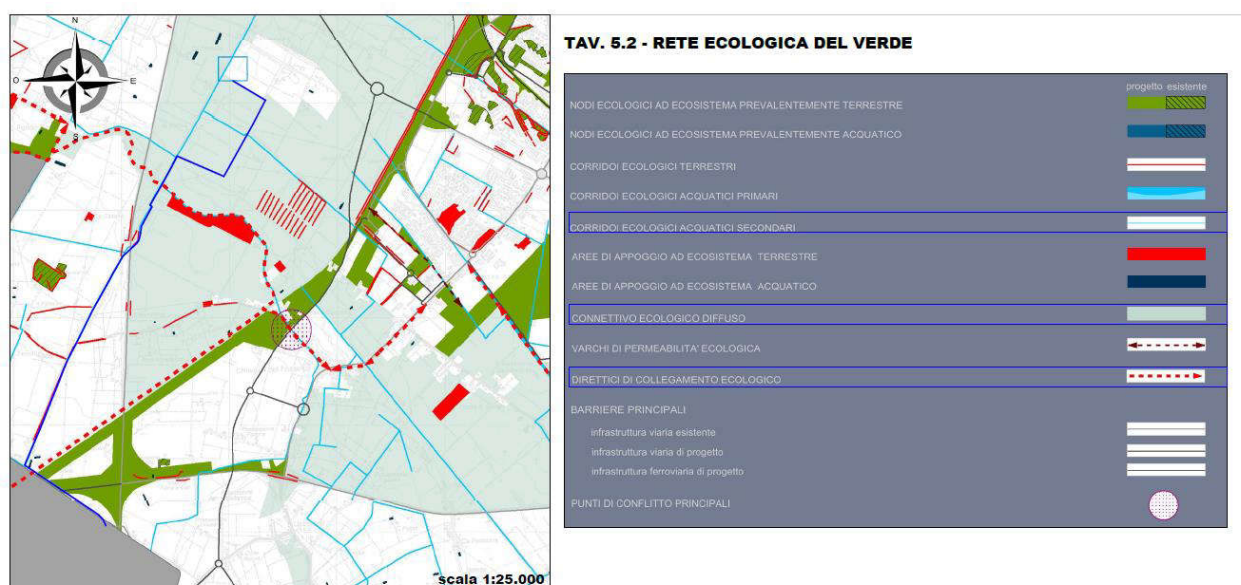 N
O
E
S
scala 1:25.000
TAV. 5.2 - RETE ECOLOGICA DEL VERDE
progetto esistente
NODI ECOLOGICI AD ECOSISTEMA PREVALENTEMENTE TERRESTRE
NODI ECOLOGICI AD ECOSISTEMA PREVALENTEMENTE ACQUATICO
CORRIDOI ECOLOGICI TERRESTRI
CORRIDOI ECOLOGICI ACQUATICI PRIMARI
CORRIDOI ECOLOGICI ACQUATICI SECONDARI
AREE DI APPOGGIO AD ECOSISTEMA TERRESTRE
AREE DI APPOGGIO AD ECOSISTEMA ACQUATICO
CONNETTIVO ECOLOGICO DIFFUSO
VARCHI DI PERMEABILITA' ECOLOGICA
DIRETTICI DI COLLEGAMENTO ECOLOGICO
BARRIERE PRINCIPALI
infrastruttura viaria esistente
infrastruttura viaria di progetto
infrastruttura ferroviaria di progetto
PUNTI DI CONFLITTO PRINCIPALI